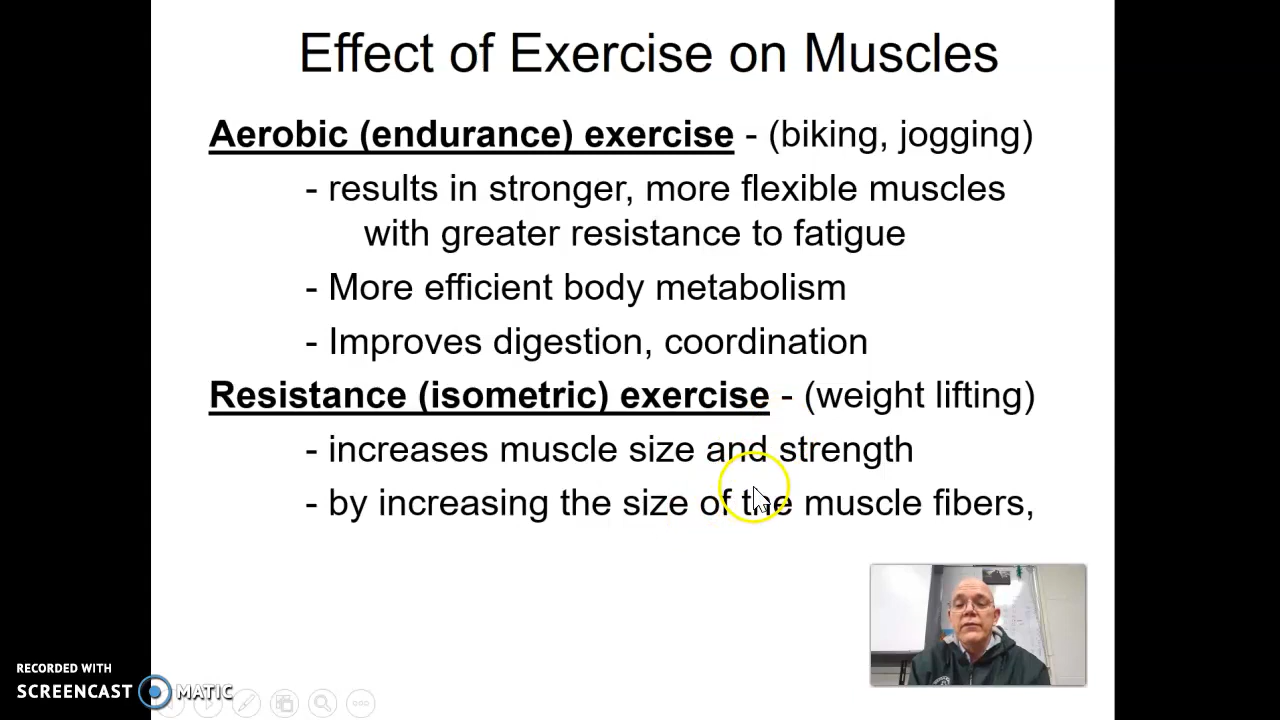 Effect of Exercise on Muscles
Aerobic (endurance) exercise - (biking, jogging)
- results in stronger, more flexible muscles
with greater resistance to fatigue
- More efficient body metabolism
- Improves digestion, coordination
Resistance (isometric) exercise - (weight lifting)
- increases muscle size and strength
- by increasing the size of the muscle fibers,
RECORDED WITH
SCREENCAST MATIC